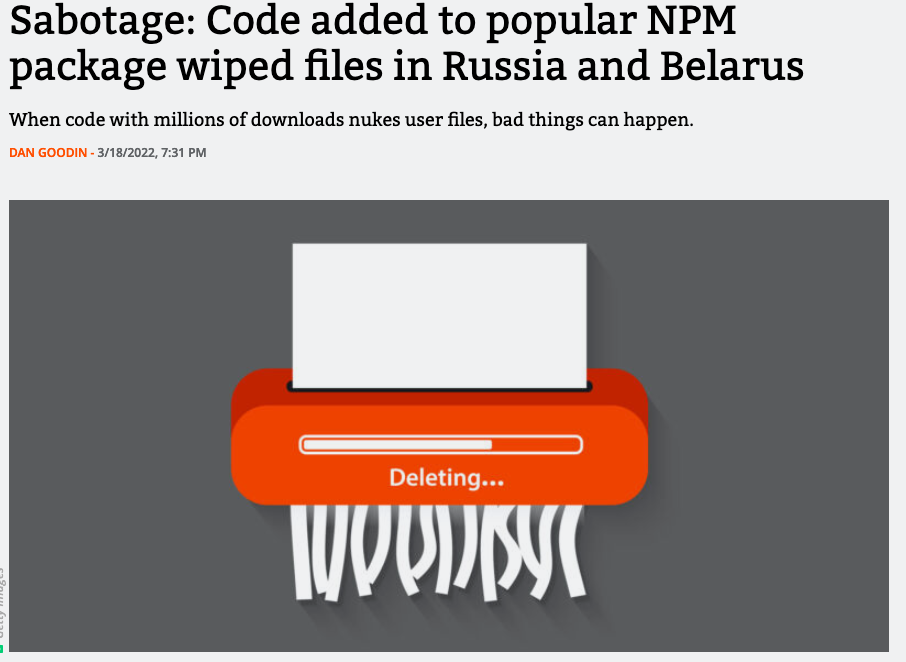 Sabotage: Code added to popular NPM
package wiped files in Russia and Belarus
When code with millions of downloads nukes user files, bad things can happen.
DAN GOODIN - 3/18/2022, 7:31 PM
Deleting...
Getty Images